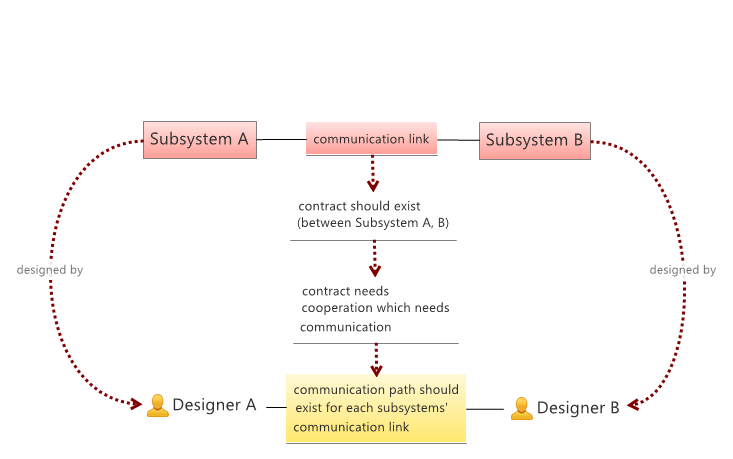 Subsystem A
communication link
Subsystem B
contract should exist
(between Subsystem A, B)
designed by
designed by
contract needs
cooperation which needs
communication
communication path should
exist for each subsystems'
communication link
Designer A
Designer B